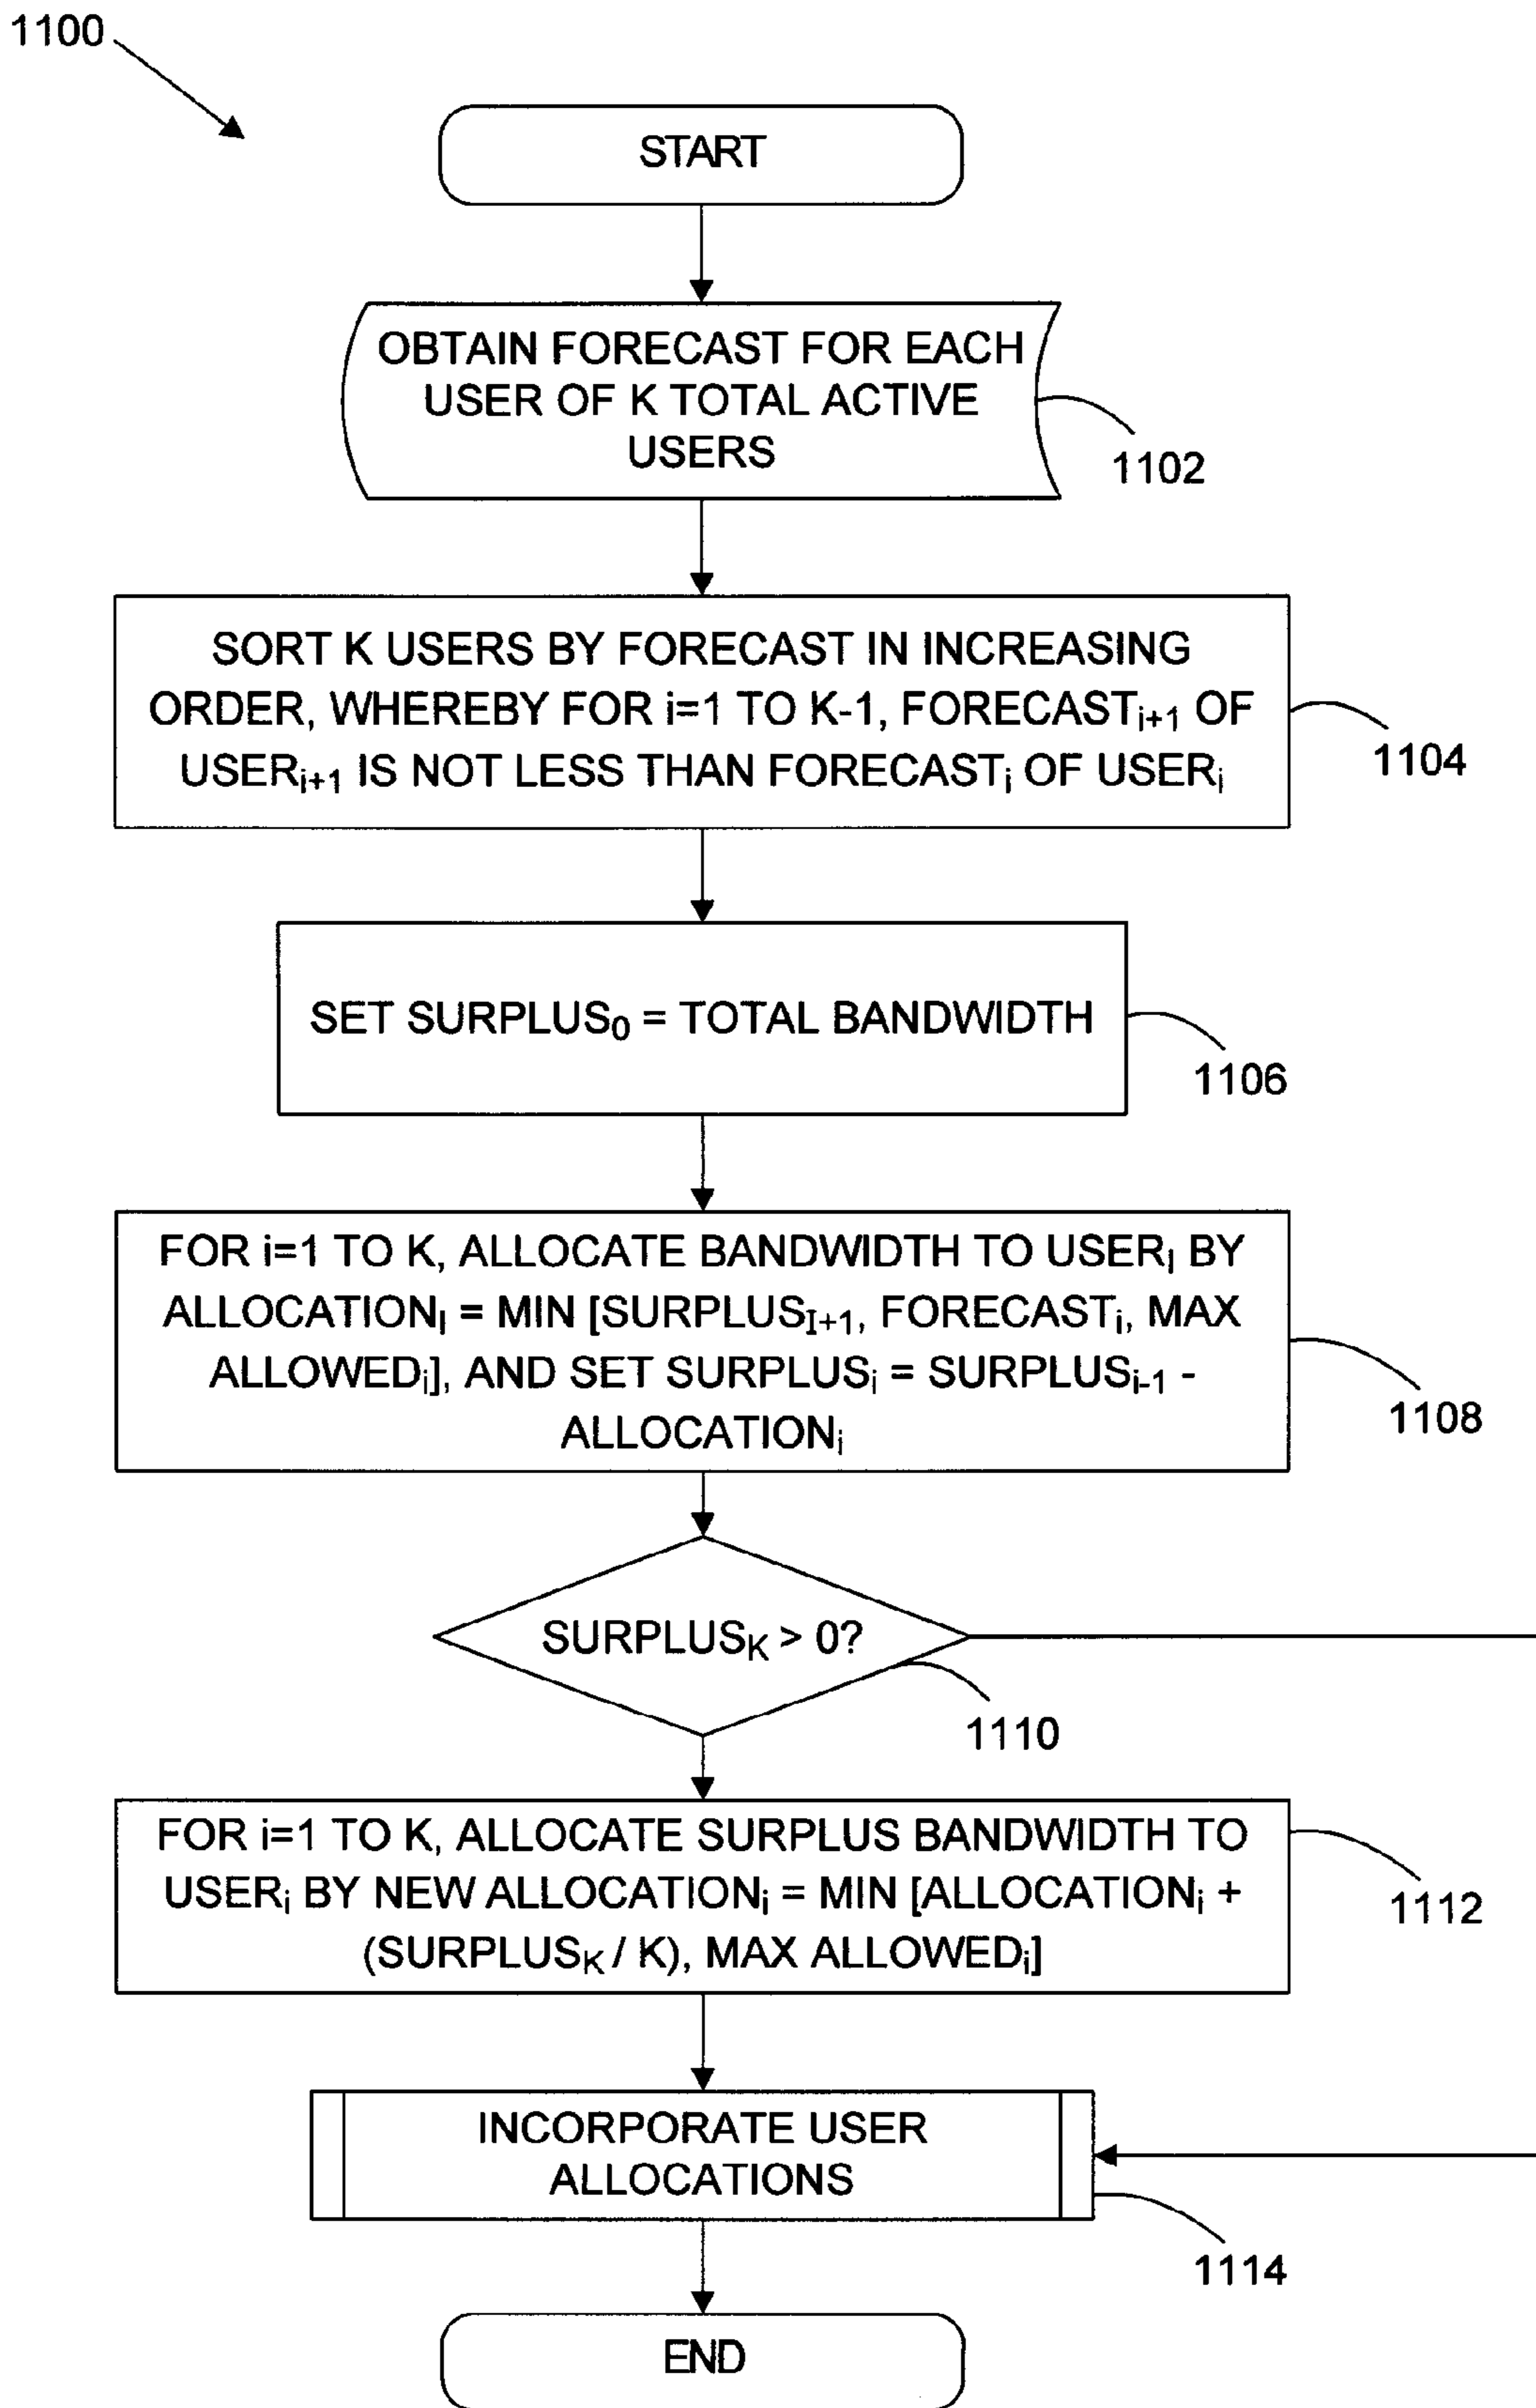 1100
START
OBTAIN FORECAST FOR EACH
USER OF K TOTAL ACTIVE
USERS
1102
SORT K USERS BY FORECAST IN INCREASING
ORDER, WHEREBY FOR i=1 TO K-1, FORECASTi+1 OF
USERi+1 IS NOT LESS THAN FORECASTi OF USERi
1104
SET SURPLUS0 = TOTAL BANDWIDTH
1106
FOR i=1 TO K, ALLOCATE BANDWIDTH TO USERI BY
ALLOCATIONI = MIN [SURPLUSI+1, FORECASTi, MAX
ALLOWEDi], AND SET SURPLUSi = SURPLUSi-1 -
ALLOCATIONi
1108
SURPLUSK > 0?
1110
FOR i=1 TO K, ALLOCATE SURPLUS BANDWIDTH TO
USERi BY NEW ALLOCATIONi = MIN [ALLOCATIONi +
(SURPLUSK / K), MAX ALLOWEDi]
1112
INCORPORATE USER
ALLOCATIONS
1114
END